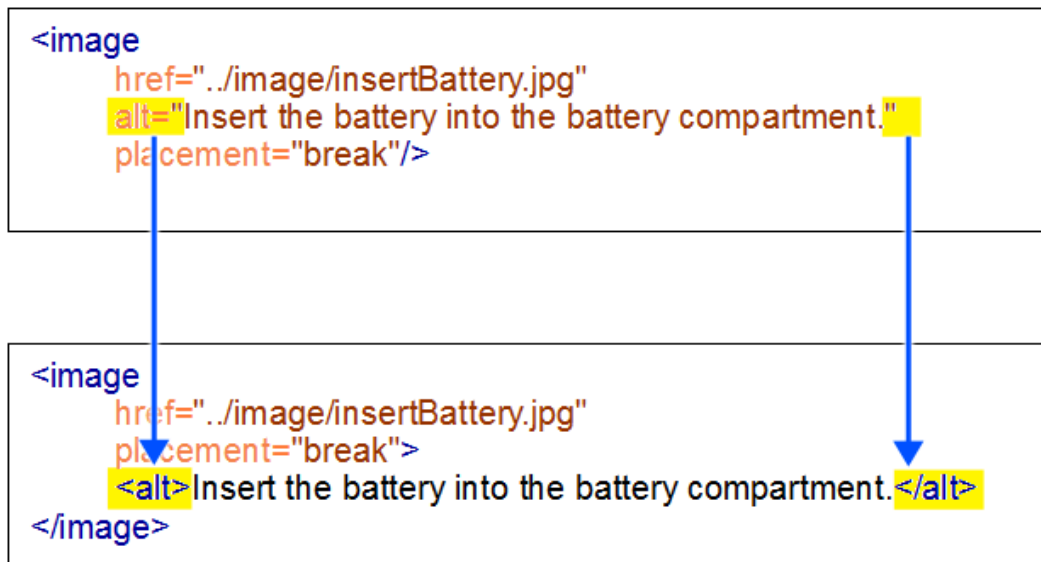 <image
href="../image/insertBattery.jpg"
alt="Insert the battery into the battery compartment."
placement="break"/>
<image
href="../image/insertBattery.jpg"
placement="break">
<alt>Insert the battery into the battery compartment.</alt>
</image>